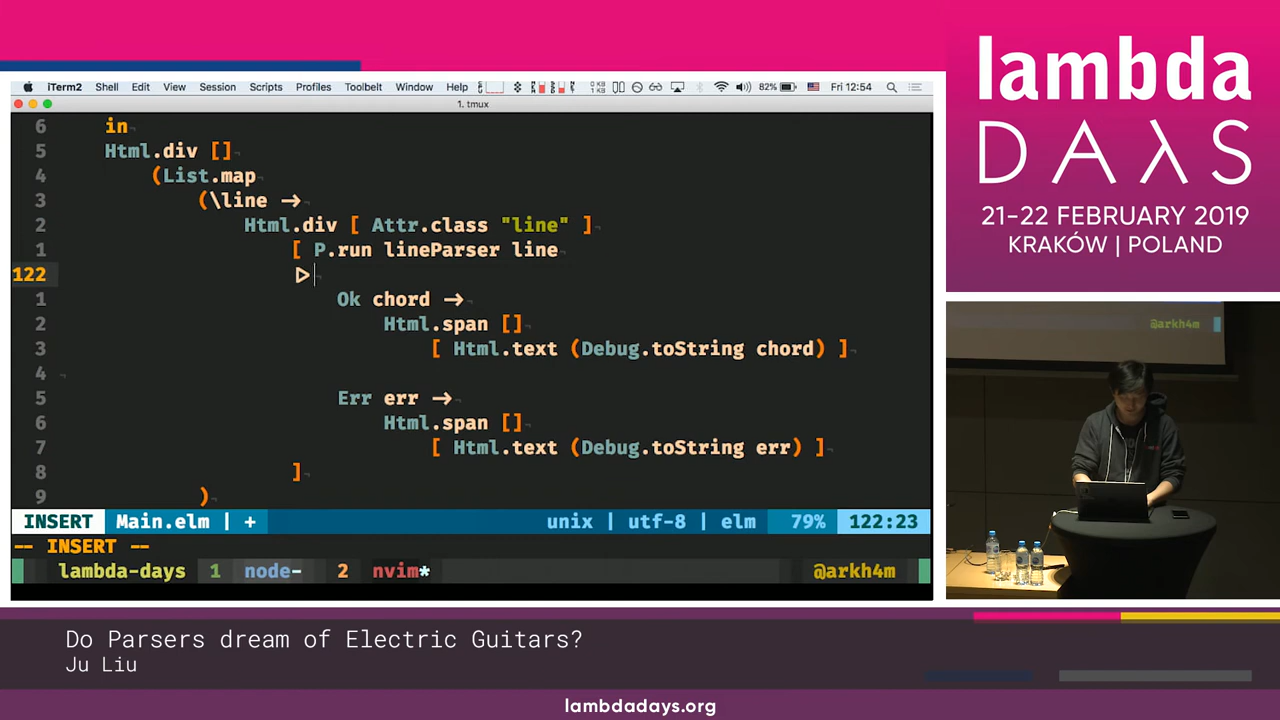 iTerm2 Shell Edit View Session Scripts Profiles Toolbelt Window Help 82% Fri 12:54
1. tmux
6 in
5 Html.div []
4 (List.map
3 (\line →
2 Html.div [ Attr.class "line" ]
1 [ P.run lineParser line
122 ▷
1 Ok chord →
2 Html.span []
3 [ Html.text (Debug.toString chord) ]
4
5 Err err →
6 Html.span []
7 [ Html.text (Debug.toString err) ]
8 ]
9 )
INSERT Main.elm | + unix | utf-8 | elm 79% 122:23
-- INSERT --
lambda-days 1 node- 2 nvim* @arkh4m
lambda
DAλS
21-22 FEBRUARY 2019
KRAKÓW | POLAND
@arkh4m
Do Parsers dream of Electric Guitars?
Ju Liu
lambdadays.org